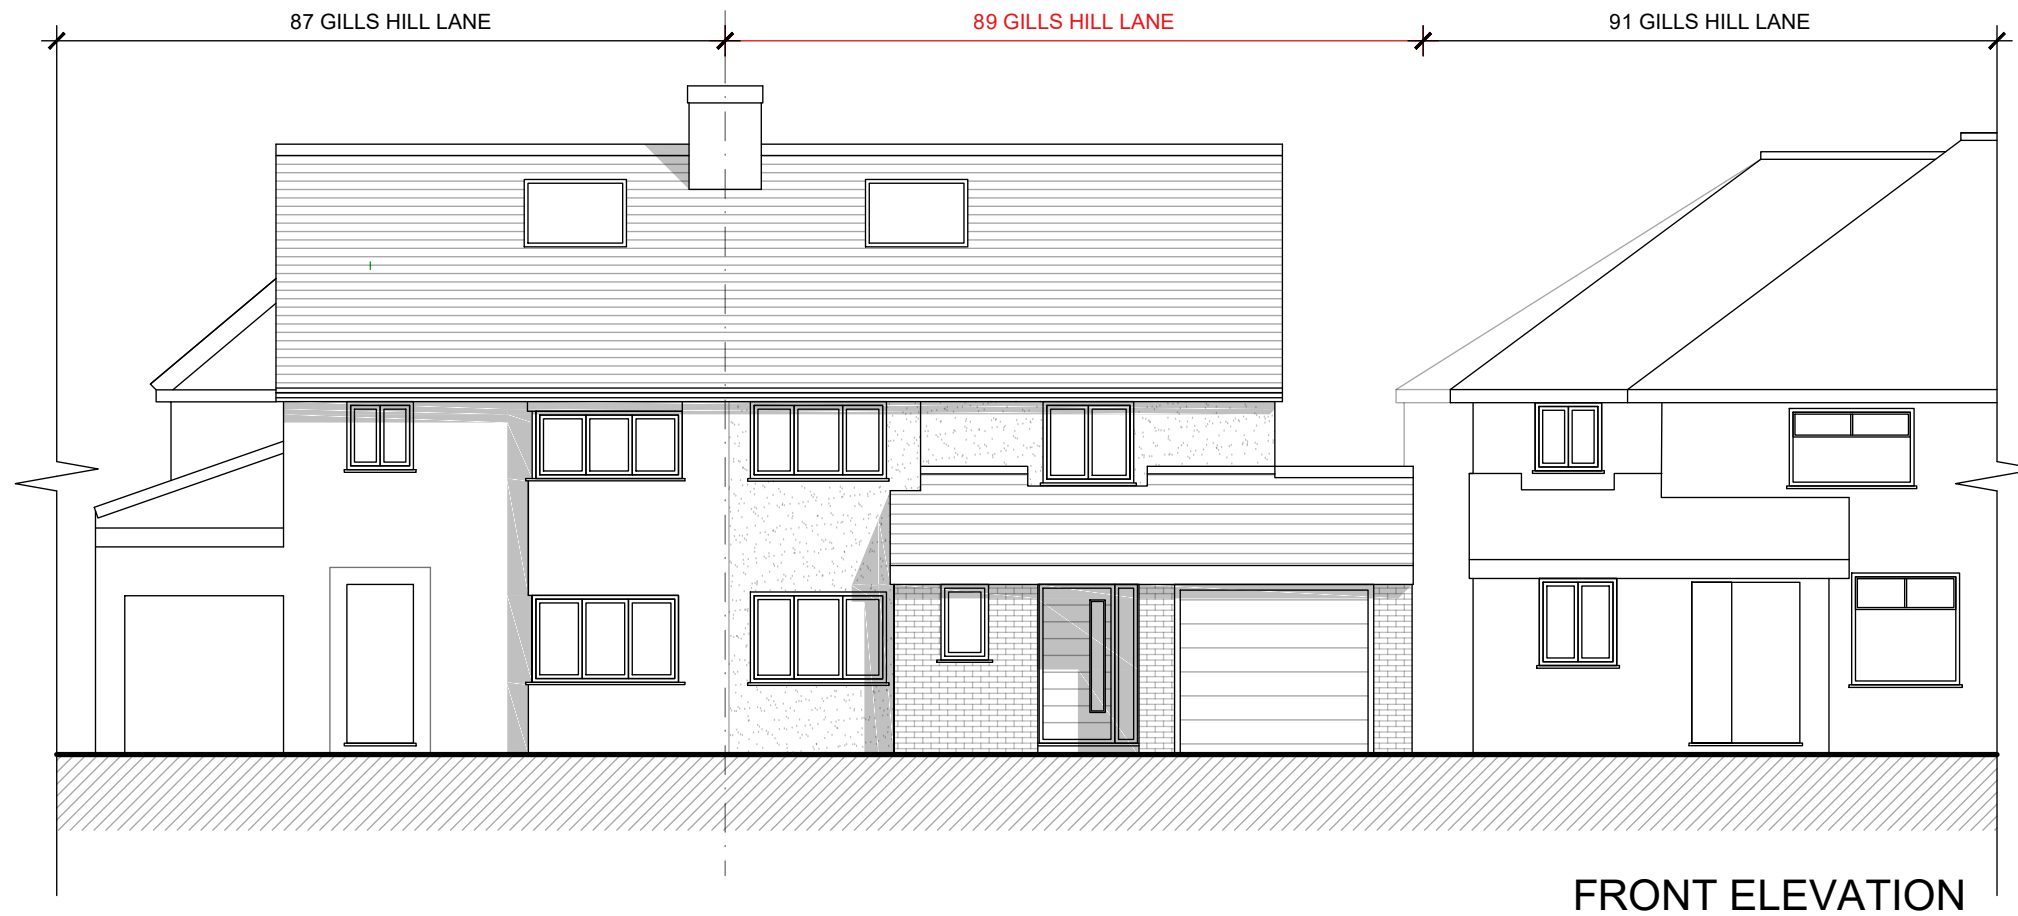 87 GILLS HILL LANE
89 GILLS HILL LANE
91 GILLS HILL LANE
FRONT ELEVATION